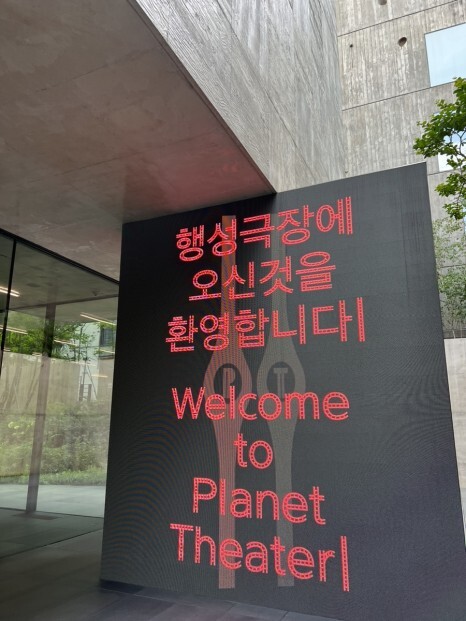 행성극장에
오신것을
환영합니다|
Welcome
to
Planet
Theater|